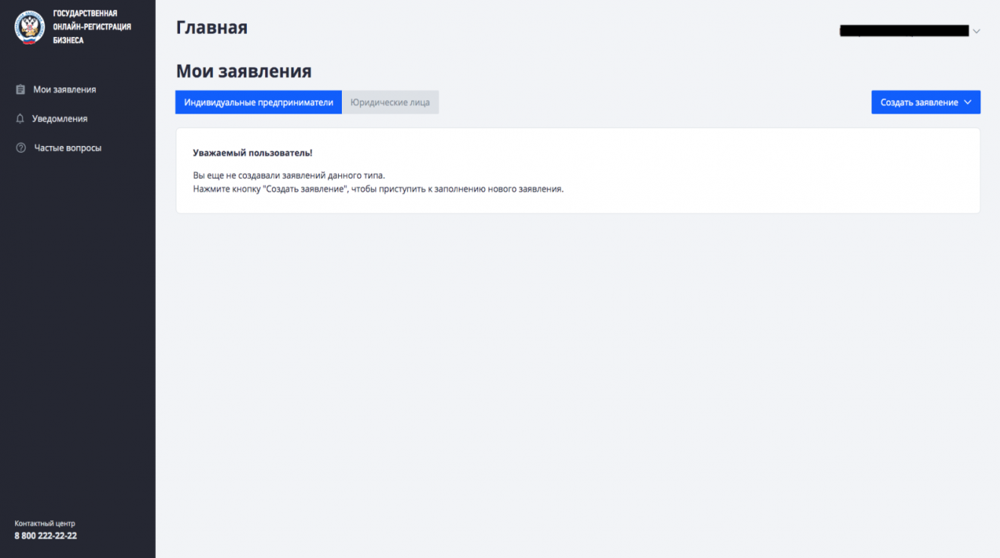 ГОСУДАРСТВЕННАЯ
ОНЛАЙН-РЕГИСТРАЦИЯ
БИЗНЕСА
Мои заявления
Уведомления
Частые вопросы
Контактный центр
8 800 222-22-22
Главная
Мои заявления
Индивидуальные предприниматели
Юридические лица
Создать заявление
Уважаемый пользователь!
Вы еще не создавали заявлений данного типа.
Нажмите кнопку "Создать заявление", чтобы приступить к заполнению нового заявления.